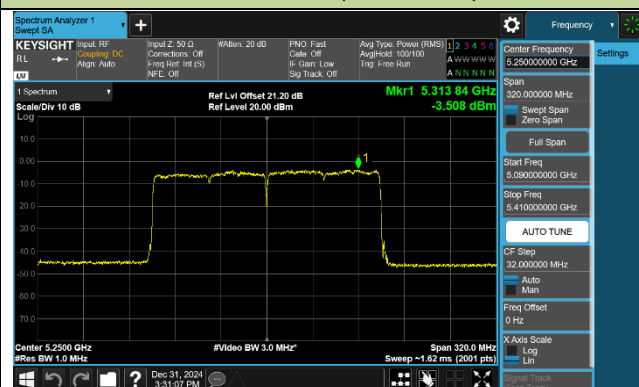 Spectrum Analyzer 1
Swept SA
Frequency
KEYSIGHT
RL
LXI
Input: RF
Coupling: DC
Align: Auto
Input Z: 50 Ω
Corrections: Off
Freq Ref: Int (S)
NFE: Off
#Atten: 20 dB
PNO: Fast
Gate: Off
IF Gain: Low
Sig Track: Off
Avg Type: Power (RMS)
Avg|Hold: 100/100
Trig: Free Run
1 2 3 4 5 6
A W W W W W
A N N N N N
1 Spectrum
Scale/Div 10 dB
Log
Ref Lvl Offset 21.20 dB
Ref Level 20.00 dBm
Mkr1 5.313 84 GHz
-3.508 dBm
10.0
0.00
-10.0
-20.0
-30.0
-40.0
-50.0
-60.0
-70.0
1
Center 5.2500 GHz
#Res BW 1.0 MHz
#Video BW 3.0 MHz*
Span 320.0 MHz
Sweep ~1.62 ms (2001 pts)
Dec 31, 2024
3:31:07 PM
Center Frequency
5.250000000 GHz
Settings
Span
320.000000 MHz
Swept Span
Zero Span
Full Span
Start Freq
5.090000000 GHz
Stop Freq
5.410000000 GHz
AUTO TUNE
CF Step
32.000000 MHz
Auto
Man
Freq Offset
0 Hz
X Axis Scale
Log
Lin
Signal Track